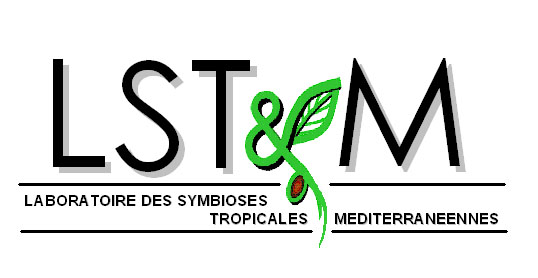 LST&M
LABORATOIRE DES SYMBIOSES
TROPICALES MEDITERRANEENNES